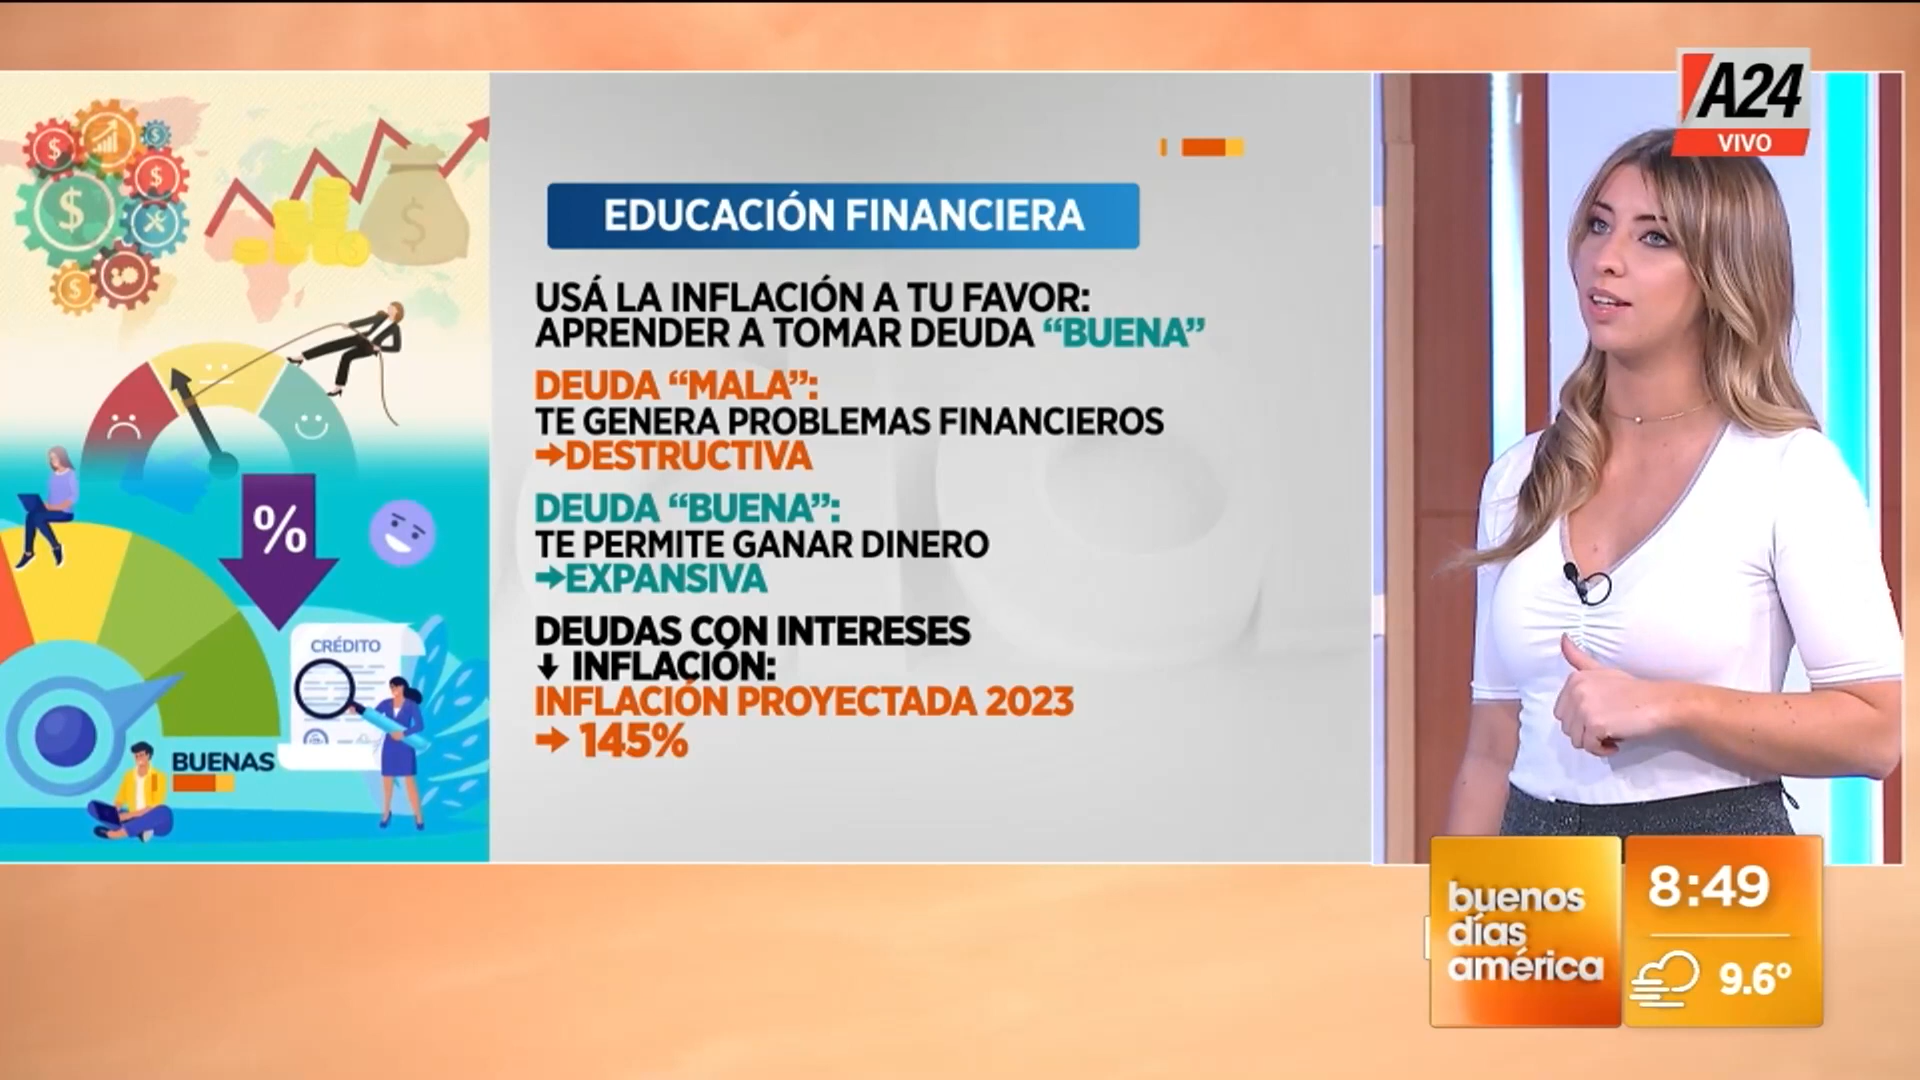 A24
VIVO
EDUCACIÓN FINANCIERA
USÁ LA INFLACIÓN A TU FAVOR:
APRENDER A TOMAR DEUDA “BUENA”
DEUDA “MALA”:
TE GENERA PROBLEMAS FINANCIEROS
➔DESTRUCTIVA
DEUDA “BUENA”:
TE PERMITE GANAR DINERO
➔EXPANSIVA
DEUDAS CON INTERESES
↓ INFLACIÓN:
INFLACIÓN PROYECTADA 2023
➔ 145%
$
$
$
$
$
$
$
%
CRÉDITO
BUENAS
buenos
días
américa
8:49
9.6°